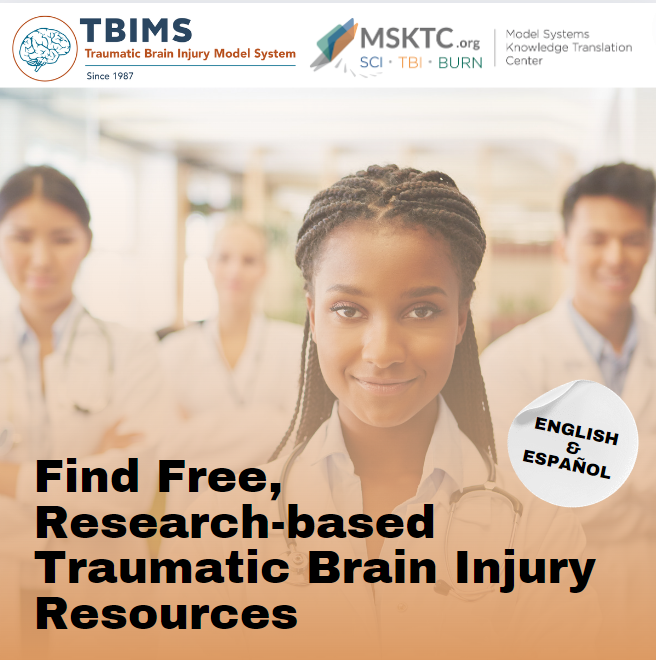 TBIMS
Traumatic Brain Injury Model System
Since 1987
MSKTC.org
SCI · TBI · BURN
Model Systems
Knowledge Translation
Center
ENGLISH
&
ESPAÑOL
Find Free,
Research-based
Traumatic Brain Injury
Resources